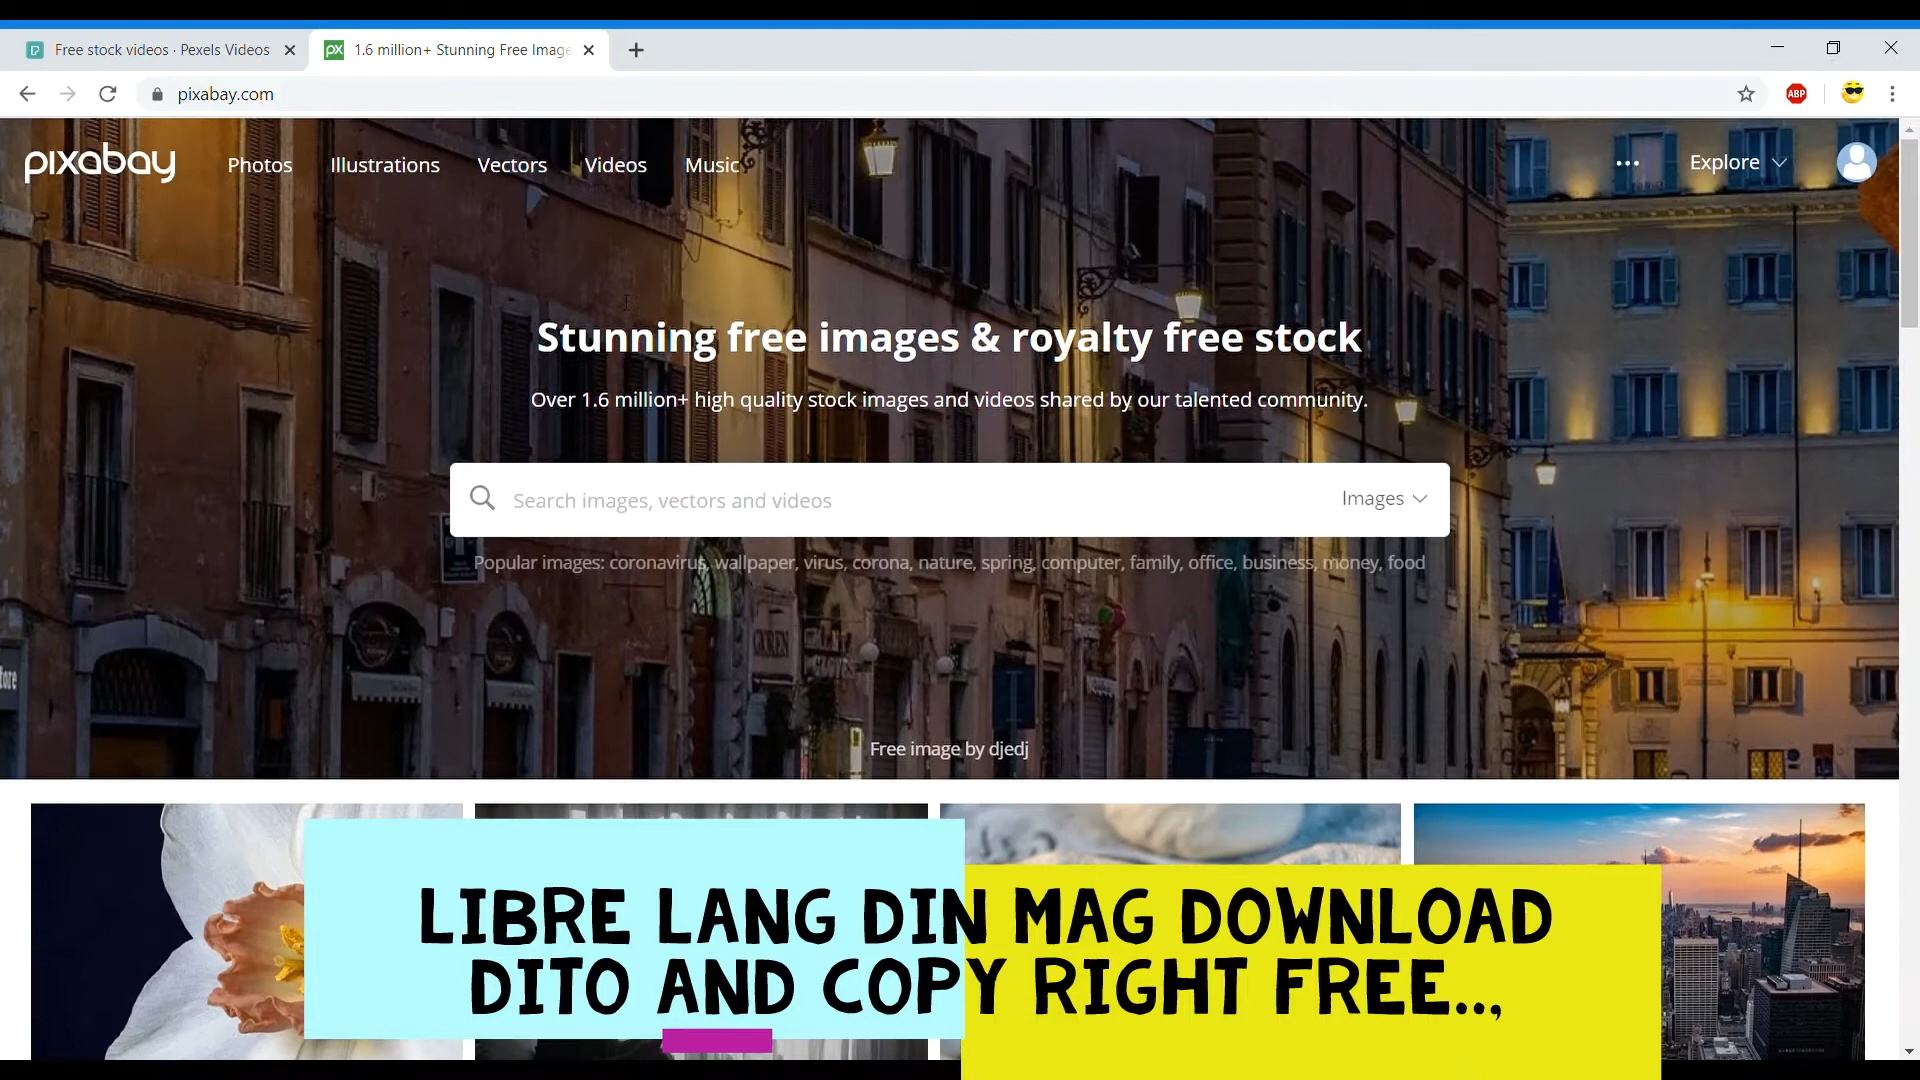 Free stock videos · Pexels Videos
px 1.6 million+ Stunning Free Image
pixabay.com
ABP
pixabay Photos Illustrations Vectors Videos Music Explore
Stunning free images & royalty free stock
Over 1.6 million+ high quality stock images and videos shared by our talented community.
Search images, vectors and videos Images
Popular images: coronavirus, wallpaper, virus, corona, nature, spring, computer, family, office, business, money, food
Free image by djedj
LIBRE LANG DIN MAG DOWNLOAD
DITO AND COPY RIGHT FREE..,